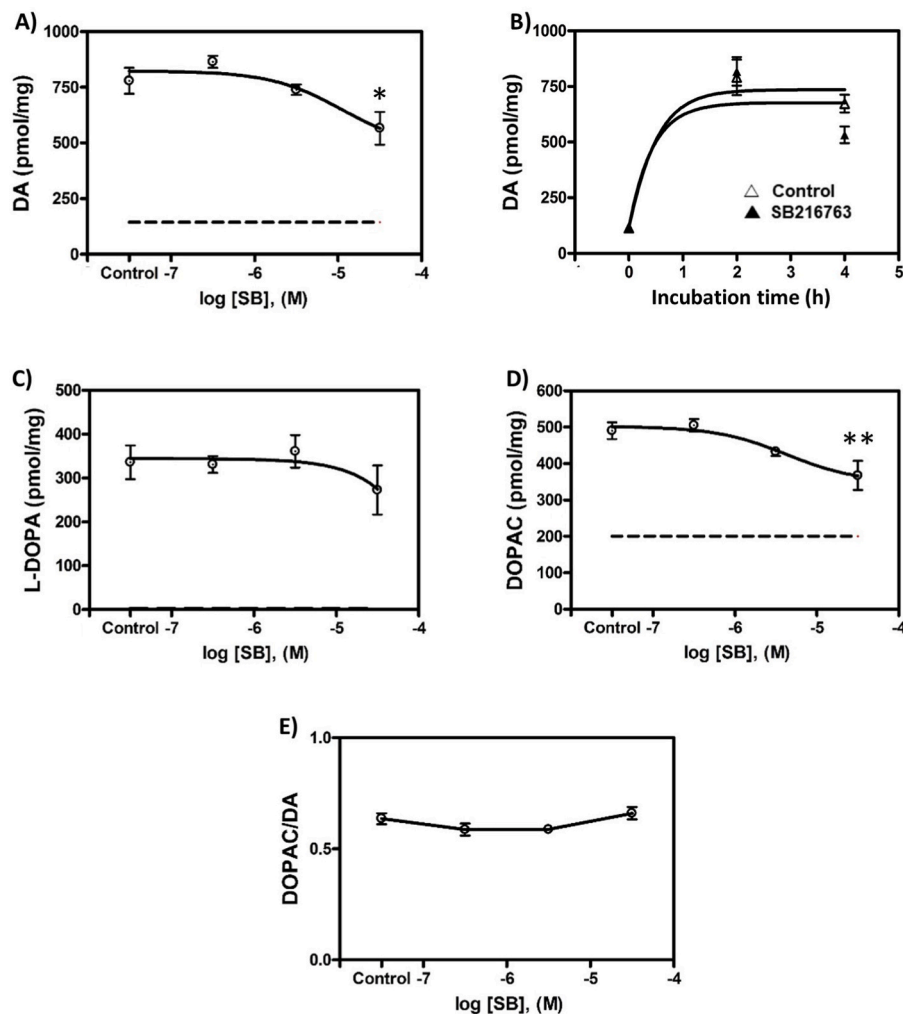 A)
1000
750
500
250
0
DA (pmol/mg)
*
Control -7 -6 -5 -4
log [SB], (M)
B)
1000
750
500
250
0
DA (pmol/mg)
Control
SB216763
-1 0 1 2 3 4 5
Incubation time (h)
C)
500
400
300
200
100
0
L-DOPA (pmol/mg)
Control -7 -6 -5 -4
log [SB], (M)
D)
600
500
400
300
200
100
0
DOPAC (pmol/mg)
**
Control -7 -6 -5 -4
log [SB], (M)
E)
1.0
0.5
0.0
DOPAC/DA
Control -7 -6 -5 -4
log [SB], (M)